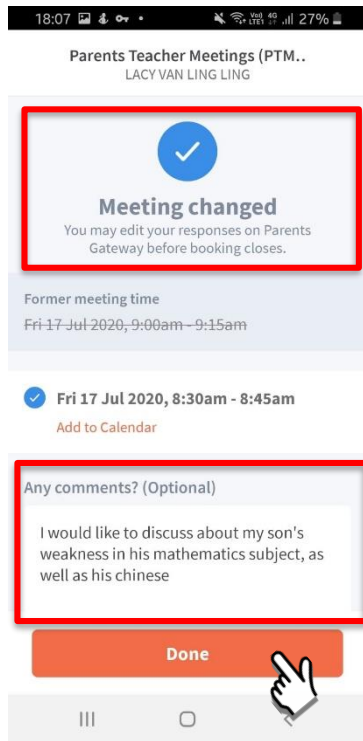 18:07 27%
Parents Teacher Meetings (PTM..
LACY VAN LING LING
Meeting changed
You may edit your responses on Parents
Gateway before booking closes.
Former meeting time
Fri 17 Jul 2020, 9:00am - 9:15am
Fri 17 Jul 2020, 8:30am - 8:45am
Add to Calendar
Any comments? (Optional)
I would like to discuss about my son's
weakness in his mathematics subject, as
well as his chinese
Done